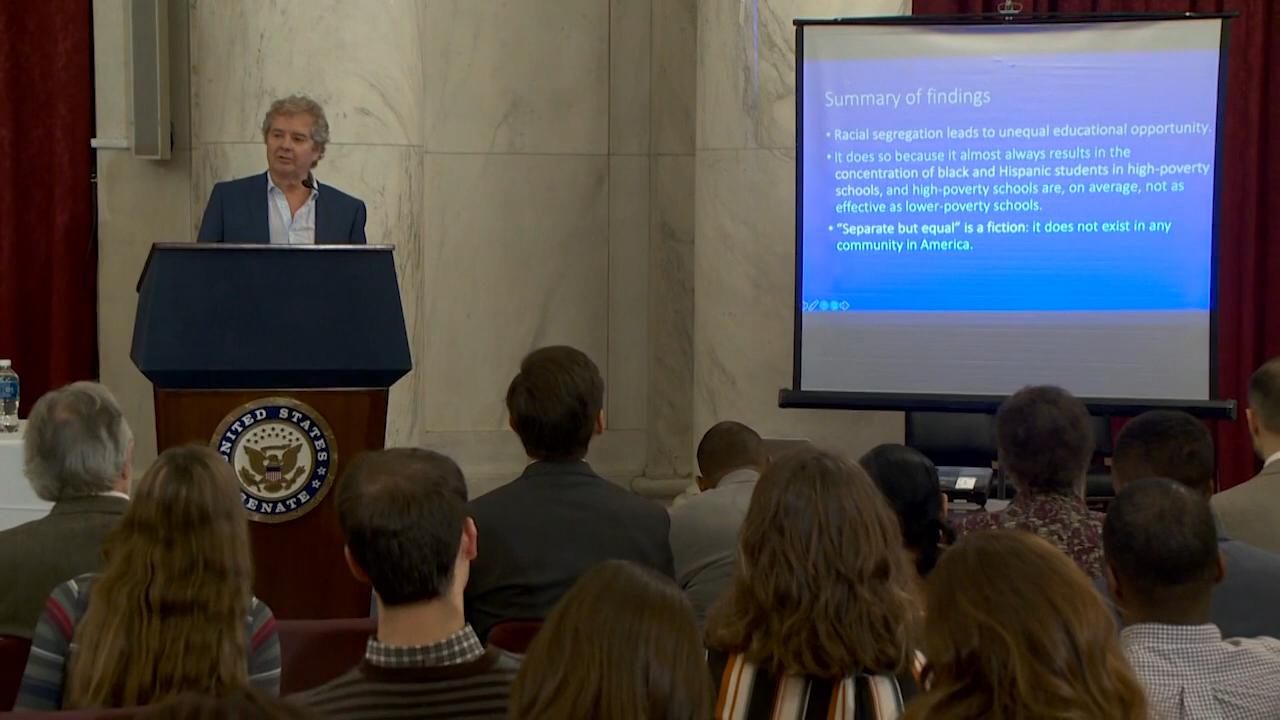 Summary of findings
• Racial segregation leads to unequal educational opportunity.
• It does so because it almost always results in the
concentration of black and Hispanic students in high-poverty
schools, and high-poverty schools are, on average, not as
effective as lower-poverty schools.
• "Separate but equal" is a fiction: it does not exist in any
community in America.
UNITED STATES
SENATE